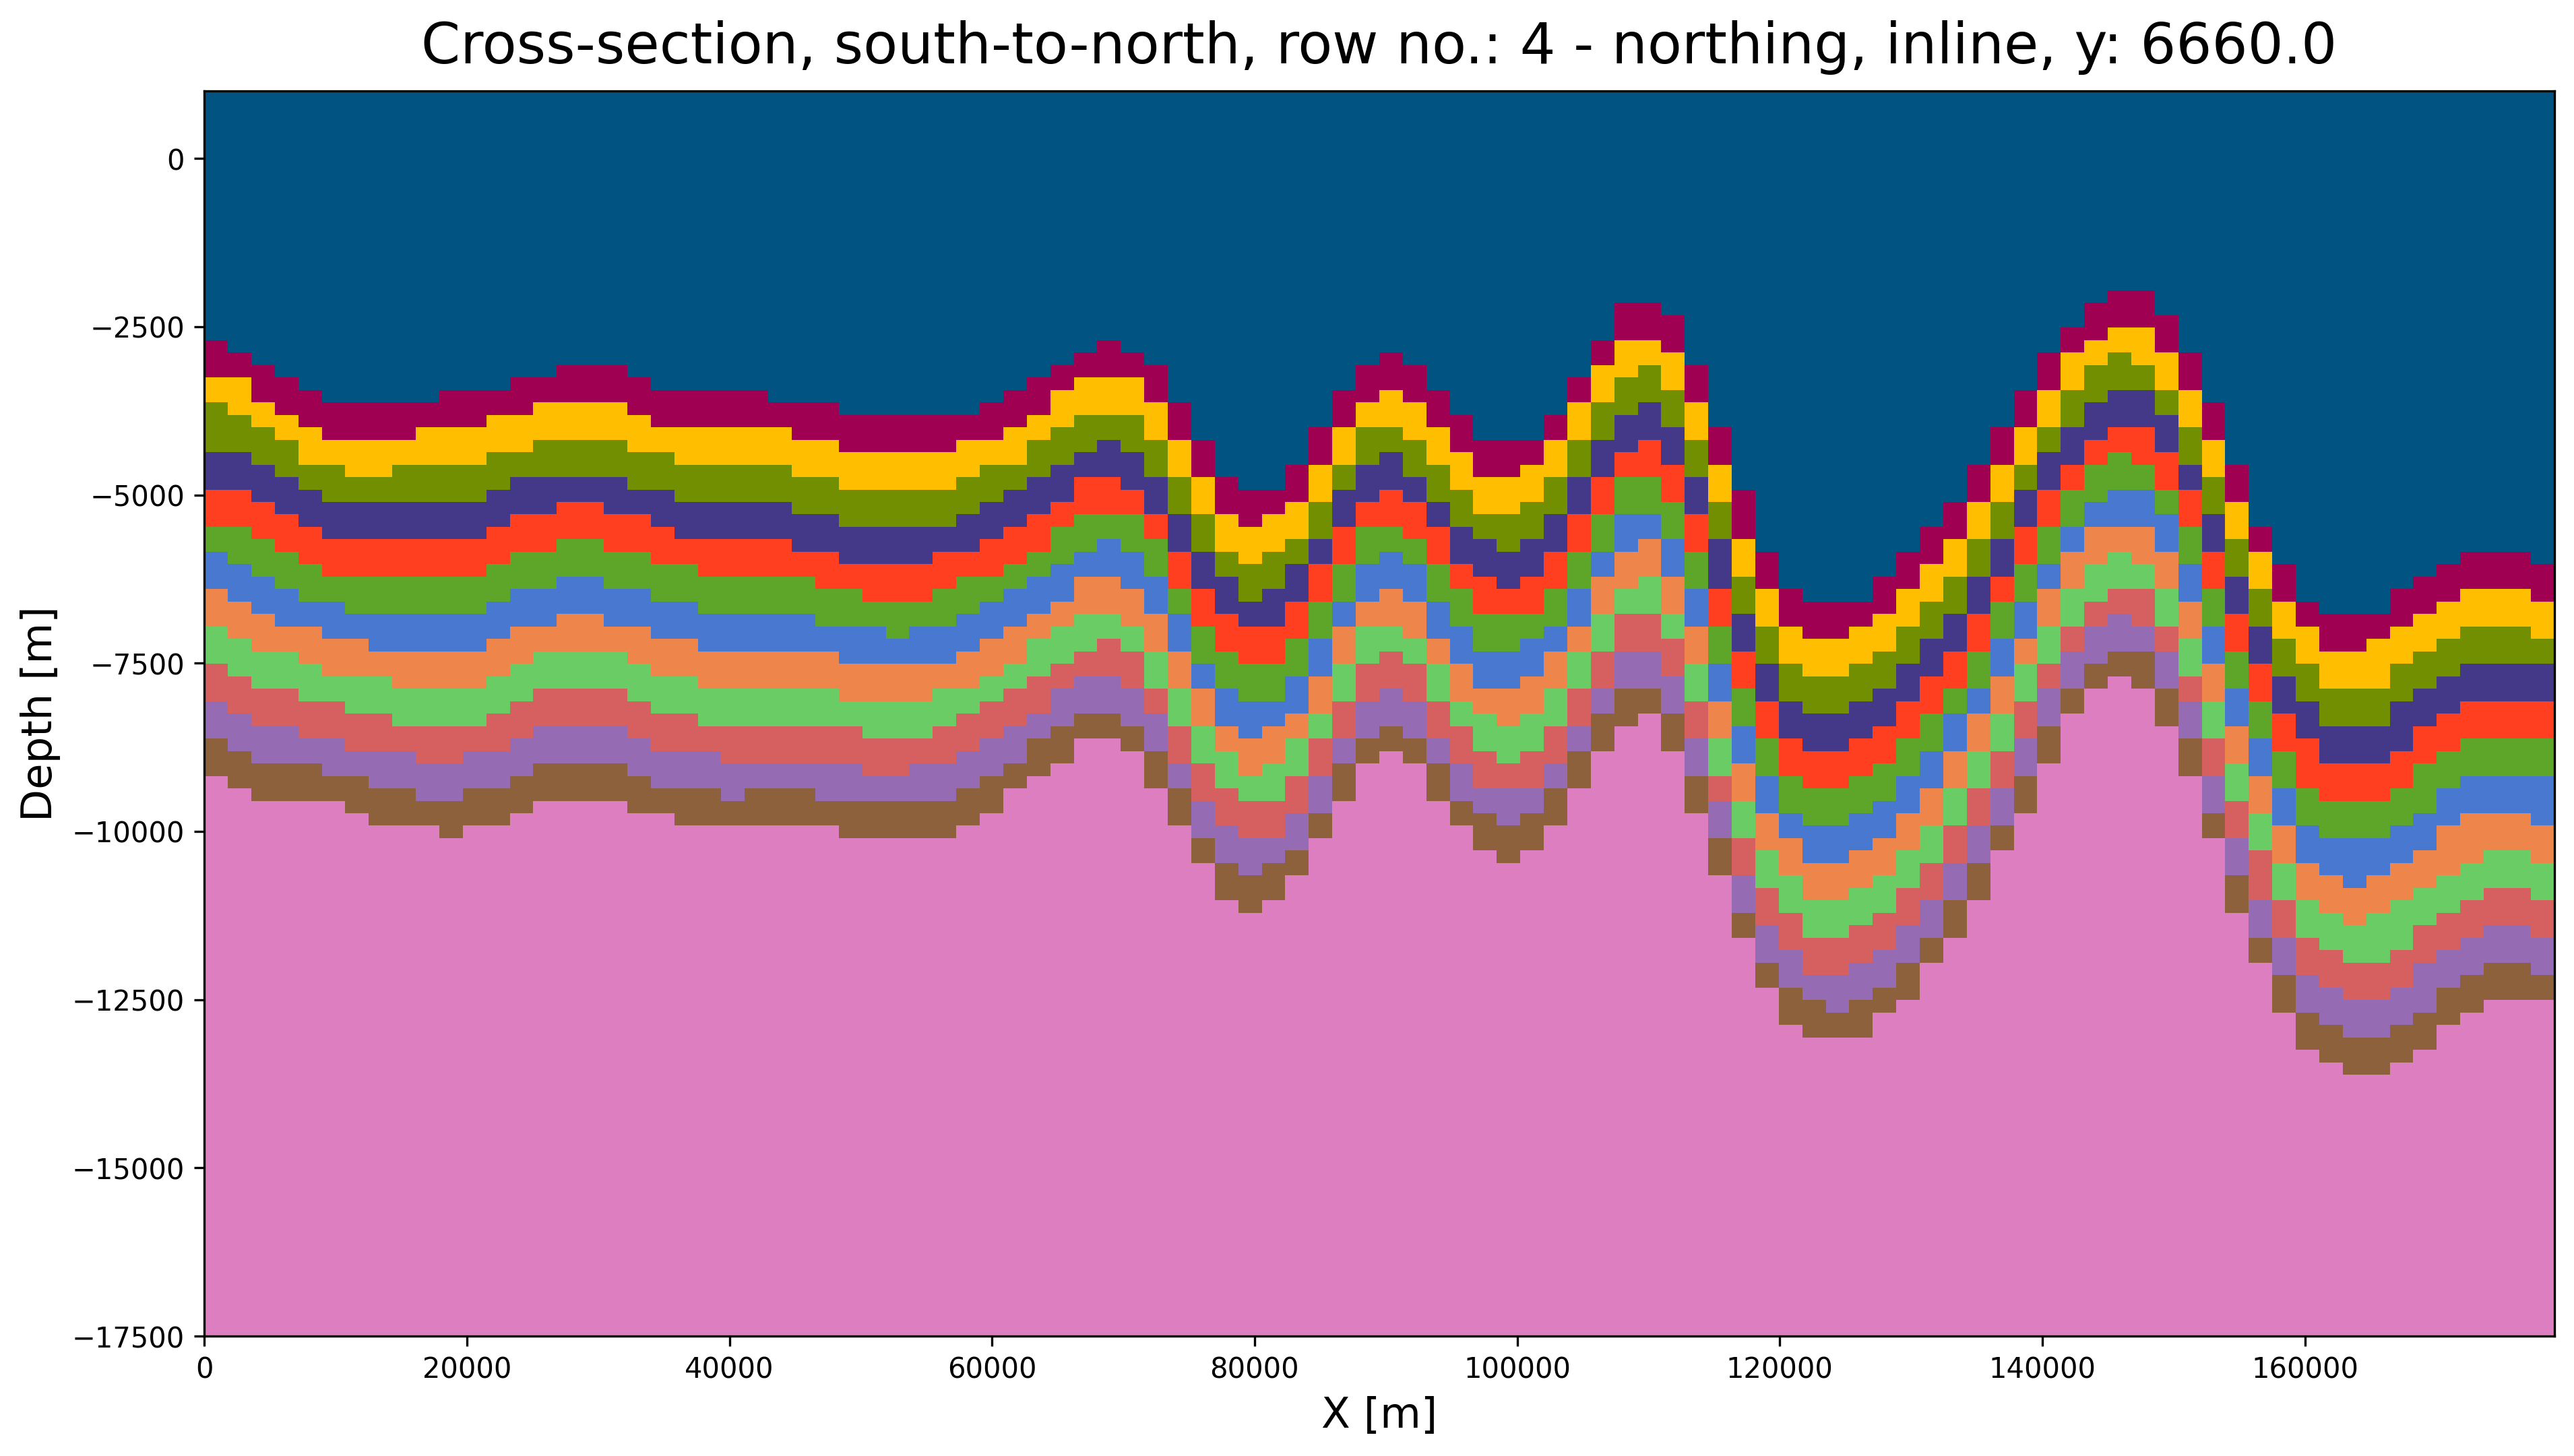 Cross-section, south-to-north, row no.: 4 - northing, inline, y: 6660.0
0
−2500
−5000
−7500
−10000
−12500
−15000
−17500
Depth [m]
0 20000 40000 60000 80000 100000 120000 140000 160000
X [m]